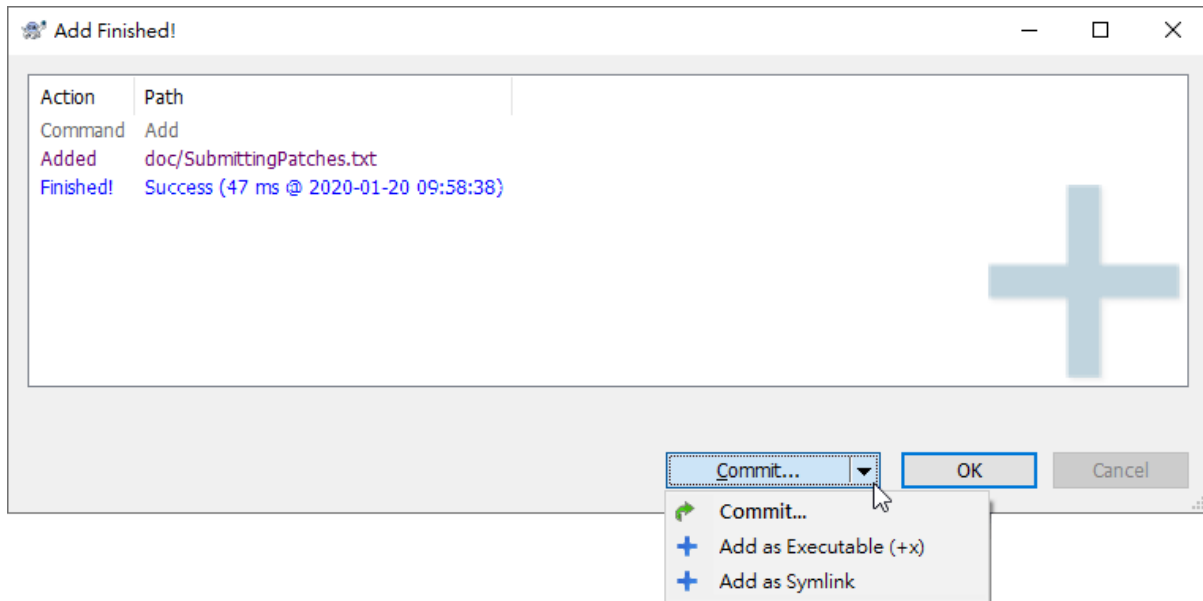 Add Finished!
Action Path
Command Add
Added doc/SubmittingPatches.txt
Finished! Success (47 ms @ 2020-01-20 09:58:38)
Commit... OK Cancel
Commit...
Add as Executable (+x)
Add as Symlink